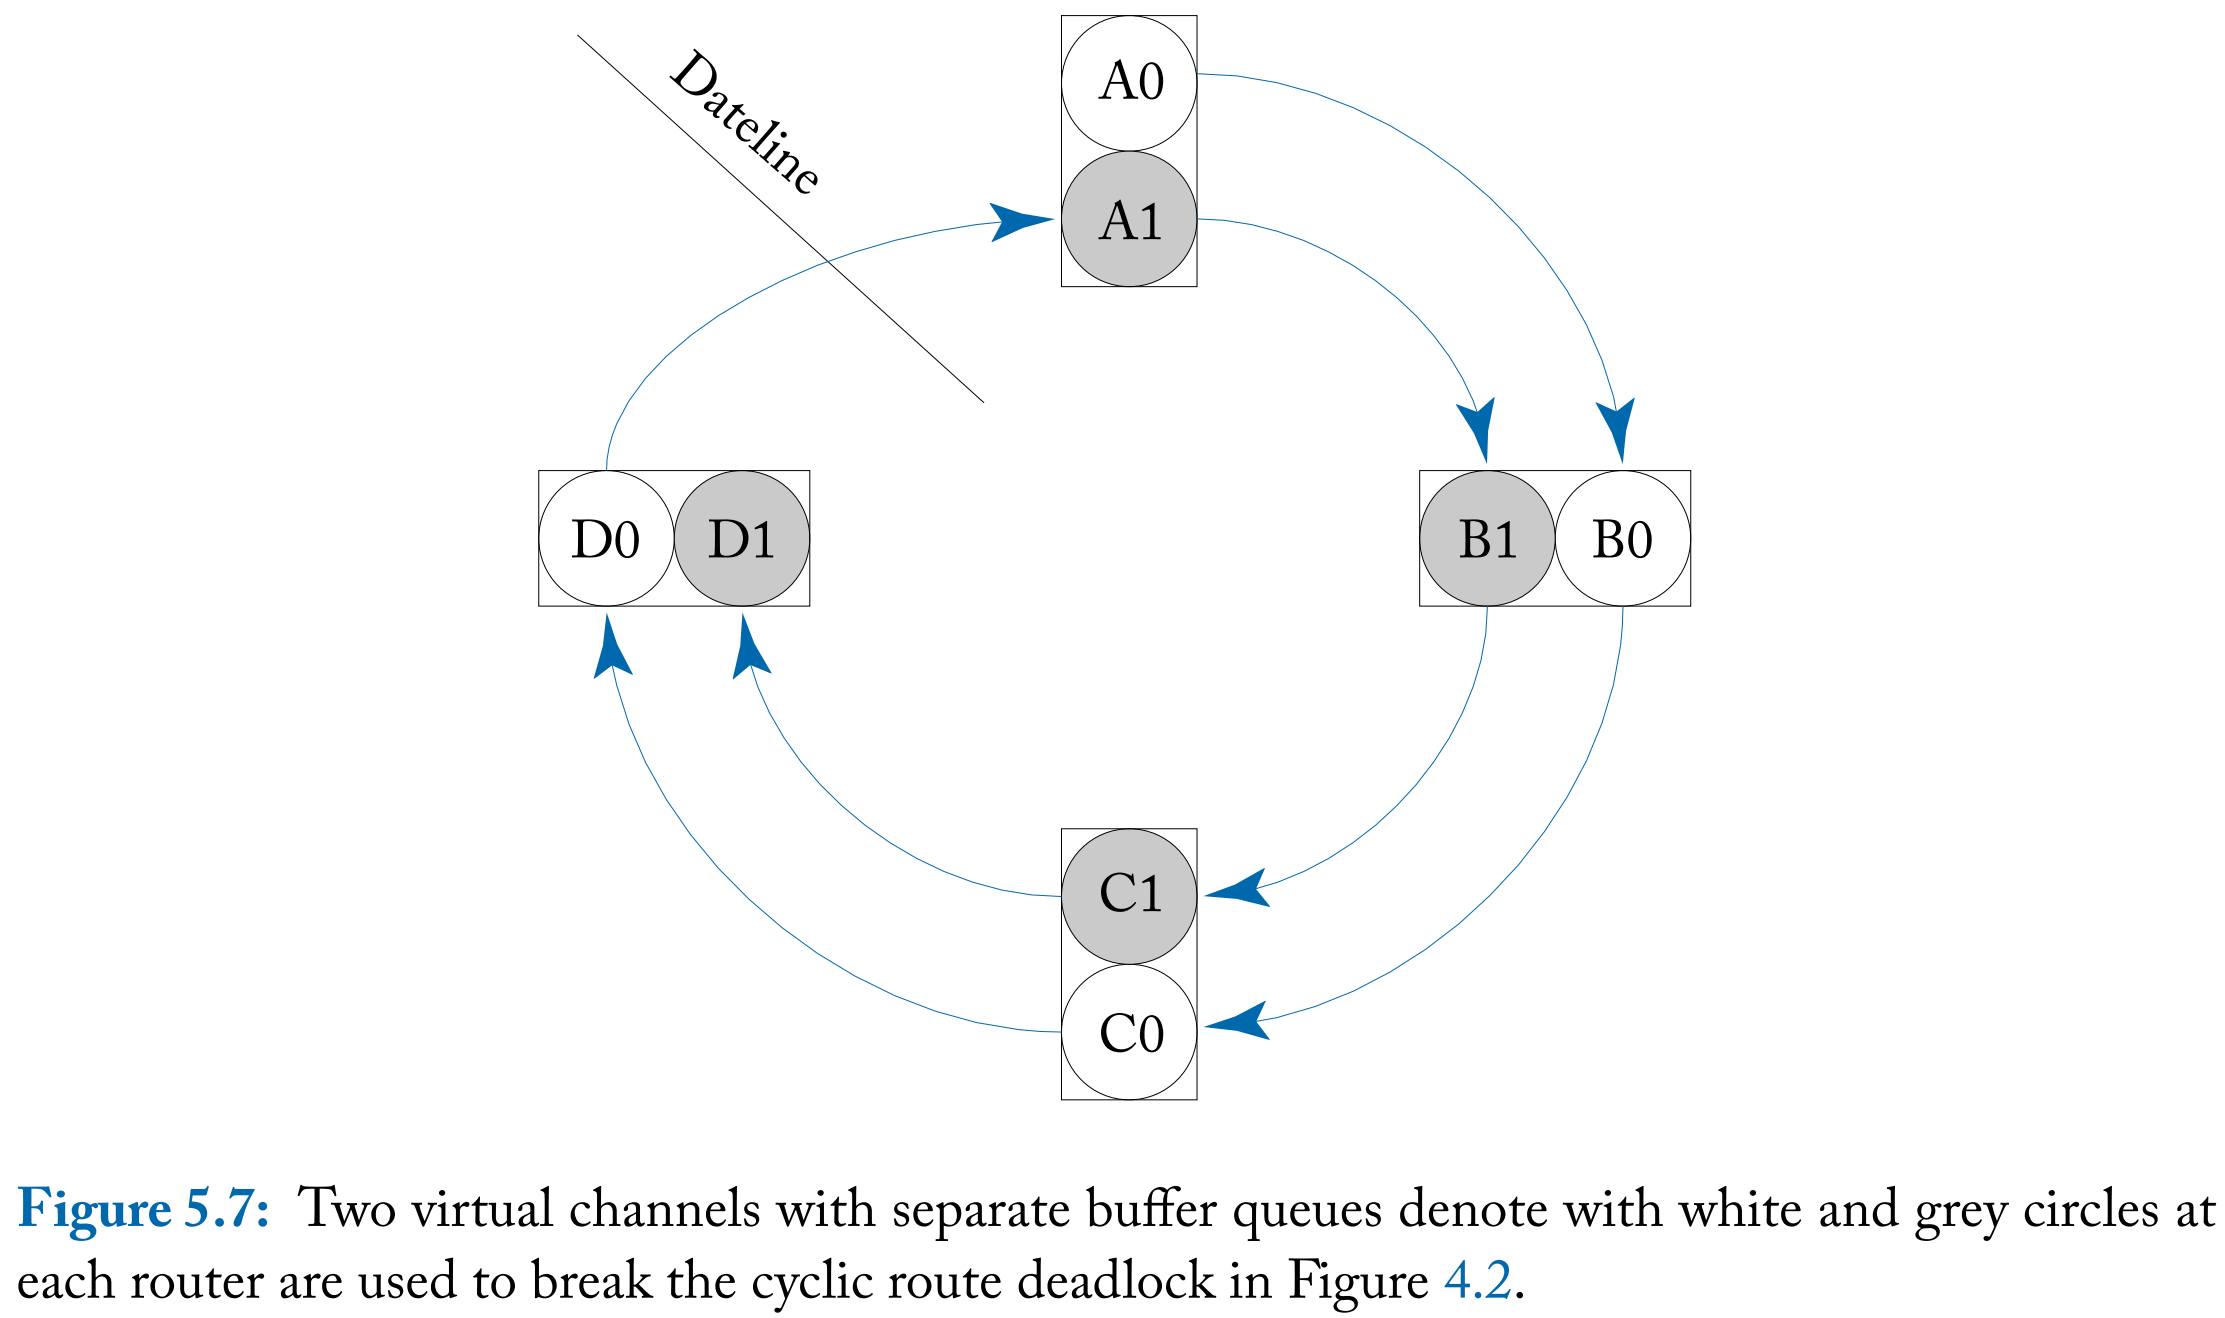 Dateline
A0
A1
D0 D1
B1 B0
C1
C0
Figure 5.7: Two virtual channels with separate buffer queues denote with white and grey circles at
each router are used to break the cyclic route deadlock in Figure 4.2.